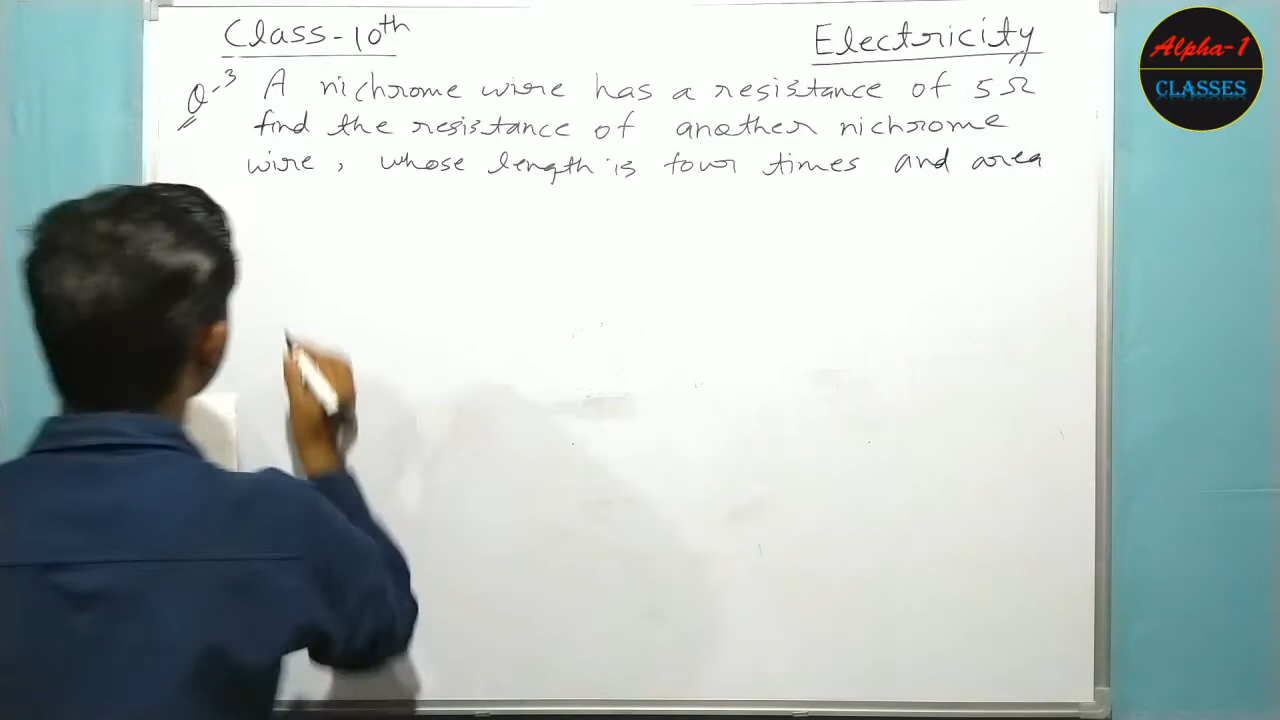 Class-10th
Electricity
Alpha-1
CLASSES
Q-3 A nichrome wire has a resistance of 5Ω
find the resistance of another nichrome
wire, whose length is four times and area